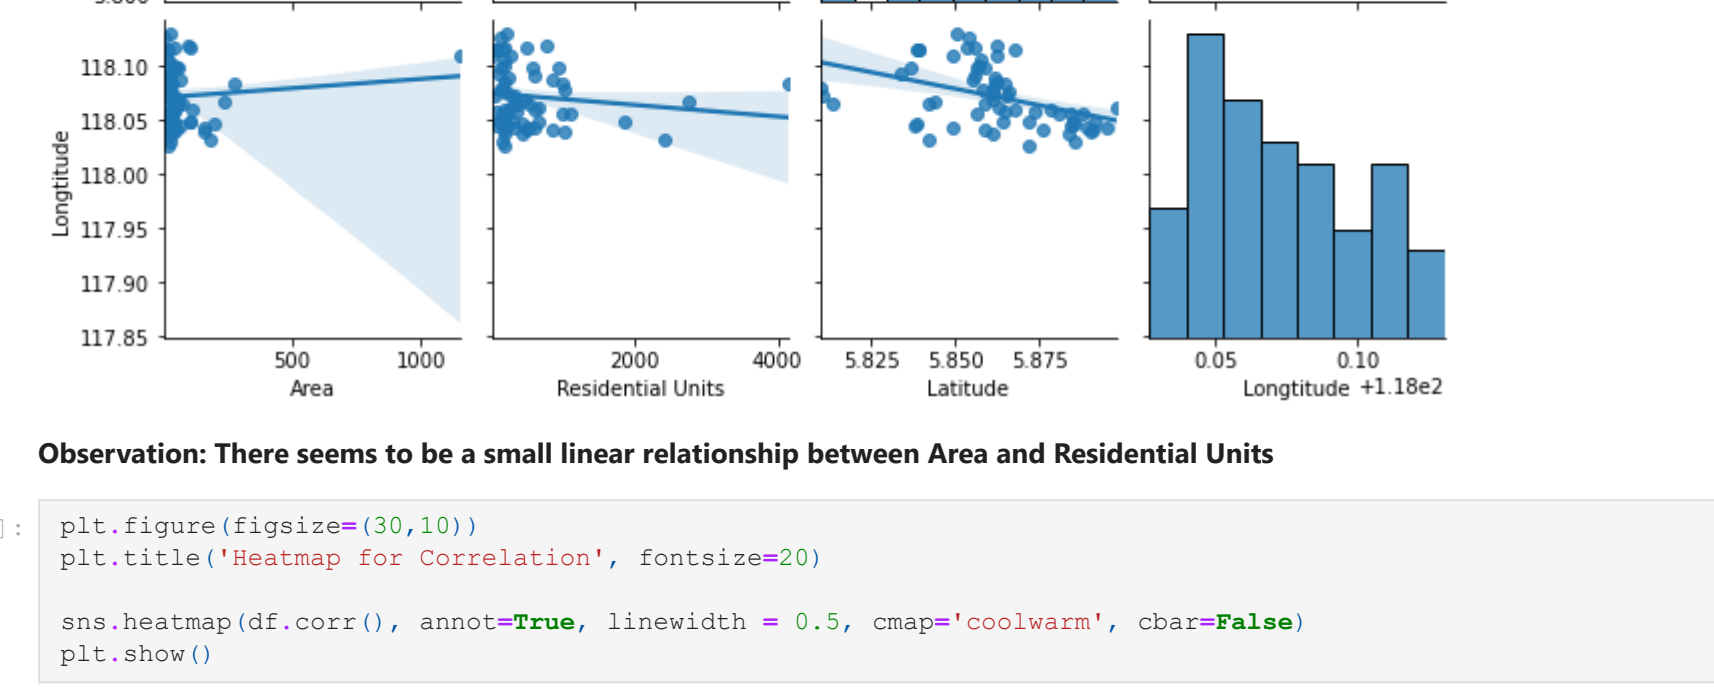 118.10
118.05
118.00
117.95
117.90
117.85
Longtitude
500 1000
Area
2000 4000
Residential Units
5.825 5.850 5.875
Latitude
0.05 0.10
Longtitude +1.18e2
Observation: There seems to be a small linear relationship between Area and Residential Units
]:
plt.figure(figsize=(30,10))
plt.title('Heatmap for Correlation', fontsize=20)
sns.heatmap(df.corr(), annot=True, linewidth = 0.5, cmap='coolwarm', cbar=False)
plt.show()